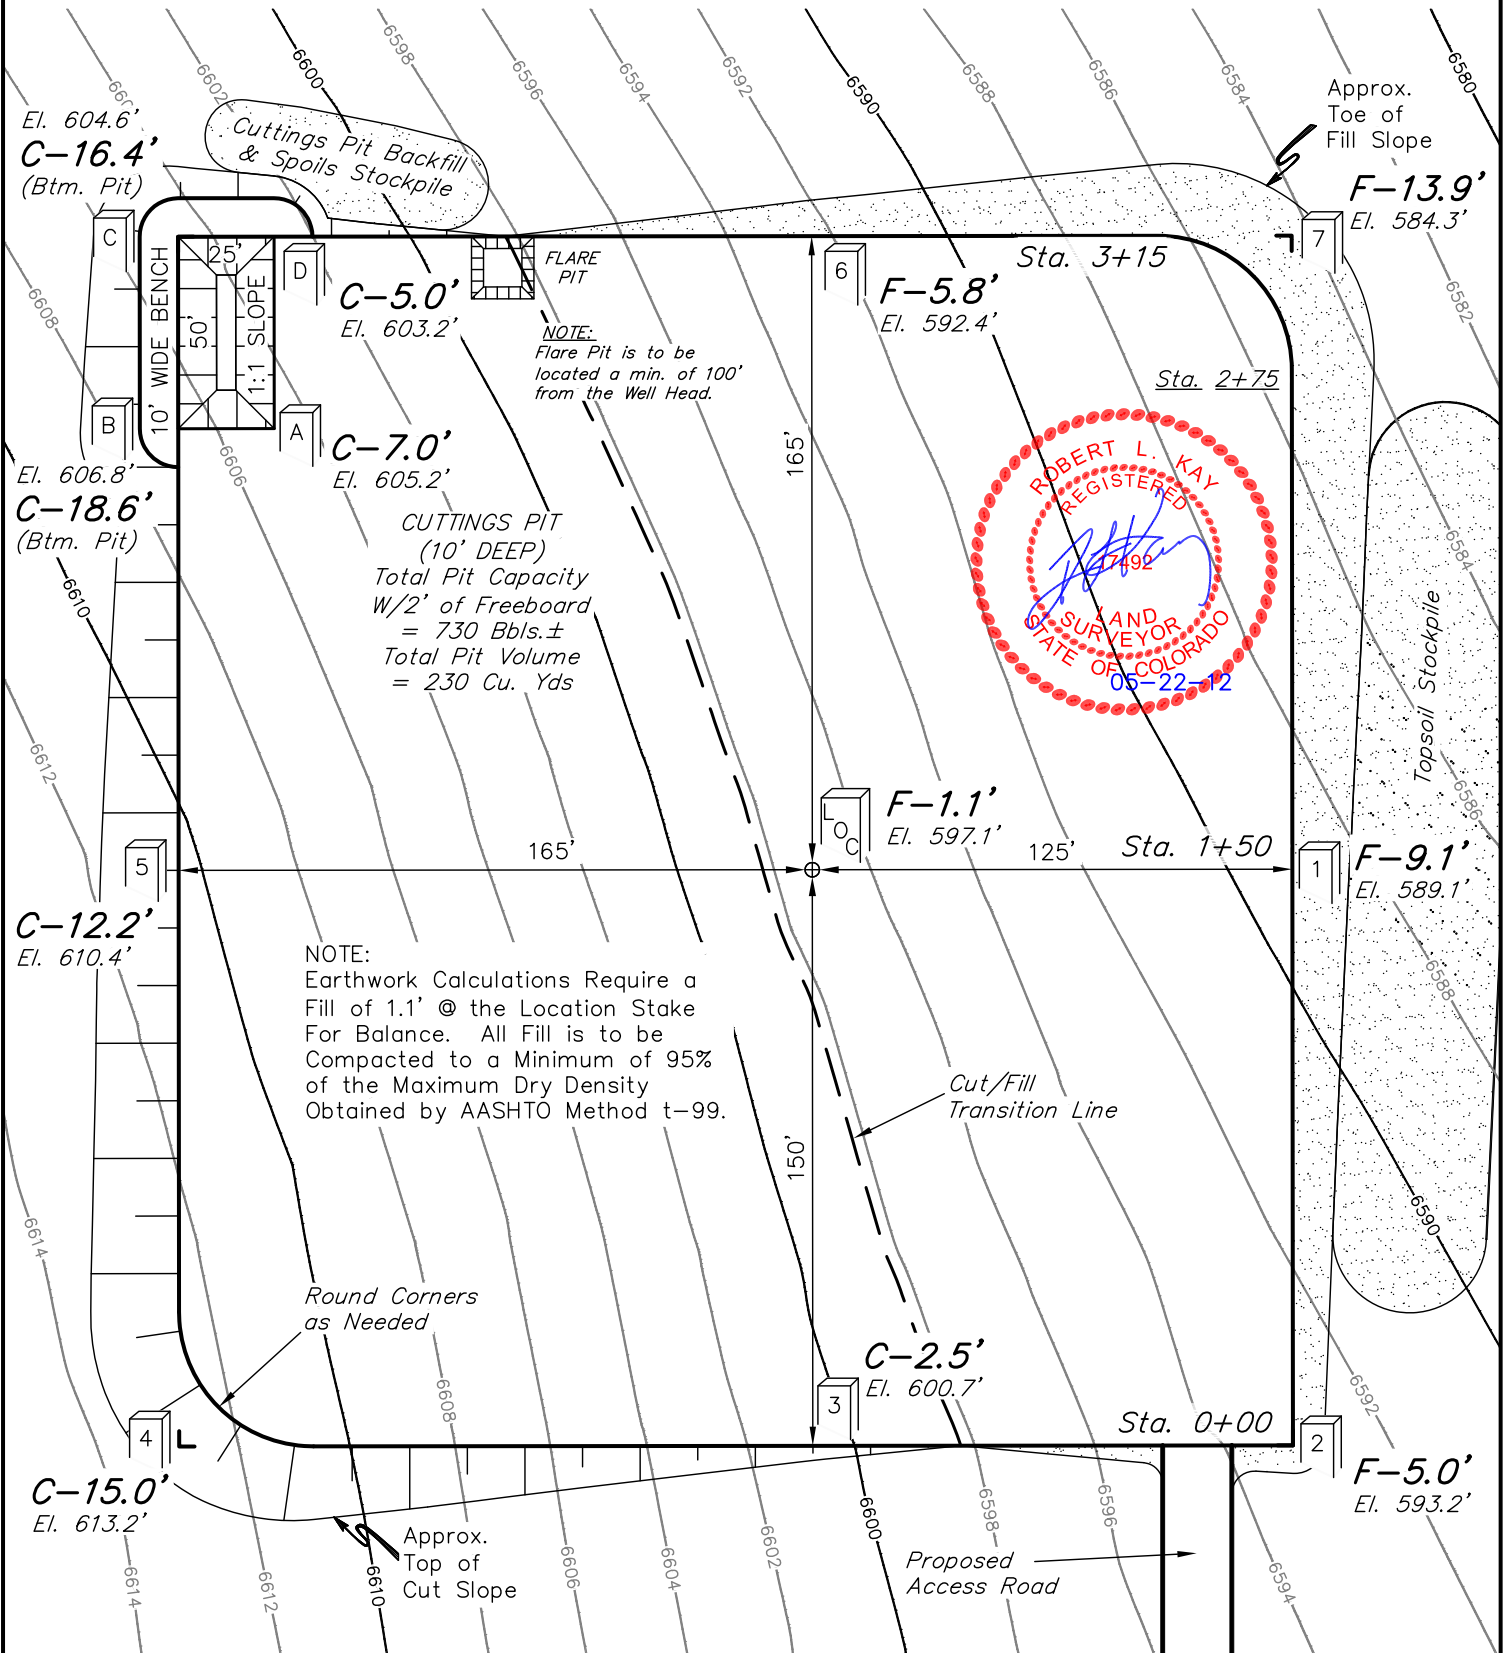 6600
6598
6596
6594
6592
6590
6588
6586
6584
6580
6602
El. 604.6’
C-16.4’
(Btm. Pit)
Cuttings Pit Backfill
& Spoils Stockpile
Approx.
Toe of
Fill Slope
F-13.9’
El. 584.3’
C
25’
D
FLARE
PIT
6
Sta. 3+15
7
10’ WIDE BENCH
50’
1:1 SLOPE
C-5.0’
El. 603.2’
F-5.8’
El. 592.4’
6608
6582
NOTE:
Flare Pit is to be
located a min. of 100’
from the Well Head.
Sta. 2+75
B
A
C-7.0’
El. 605.2’
165’
6606
El. 606.8’
C-18.6’
(Btm. Pit)
ROBERT L. KAY
REGISTERED
17492
LAND
SURVEYOR
STATE OF COLORADO
05-22-12
CUTTINGS PIT
(10’ DEEP)
Total Pit Capacity
W/2’ of Freeboard
= 730 Bbls.±
Total Pit Volume
= 230 Cu. Yds
6584
6610
Topsoil Stockpile
6612
6586
LOC
F-1.1’
El. 597.1’
165’
125’
Sta. 1+50
5
1
F-9.1’
El. 589.1’
C-12.2’
El. 610.4’
NOTE:
Earthwork Calculations Require a
Fill of 1.1’ @ the Location Stake
For Balance. All Fill is to be
Compacted to a Minimum of 95%
of the Maximum Dry Density
Obtained by AASHTO Method t-99.
6588
Cut/Fill
Transition Line
150’
6614
6590
Round Corners
as Needed
C-2.5’
El. 600.7’
3
6608
6592
4
Sta. 0+00
2
C-15.0’
El. 613.2’
F-5.0’
El. 593.2’
Approx.
Top of
Cut Slope
Proposed
Access Road
6614
6612
6610
6606
6604
6602
6600
6598
6596
6594